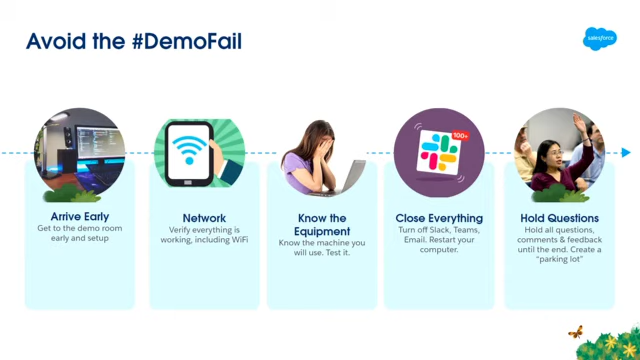 Avoid the #DemoFail
salesforce
100+
Arrive Early
Get to the demo room
early and setup
Network
Verify everything is
working, including WiFi
Know the
Equipment
Know the machine you
will use. Test it.
Close Everything
Turn off Slack, Teams,
Email. Restart your
computer.
Hold Questions
Hold all questions,
comments & feedback
until the end. Create a
“parking lot”